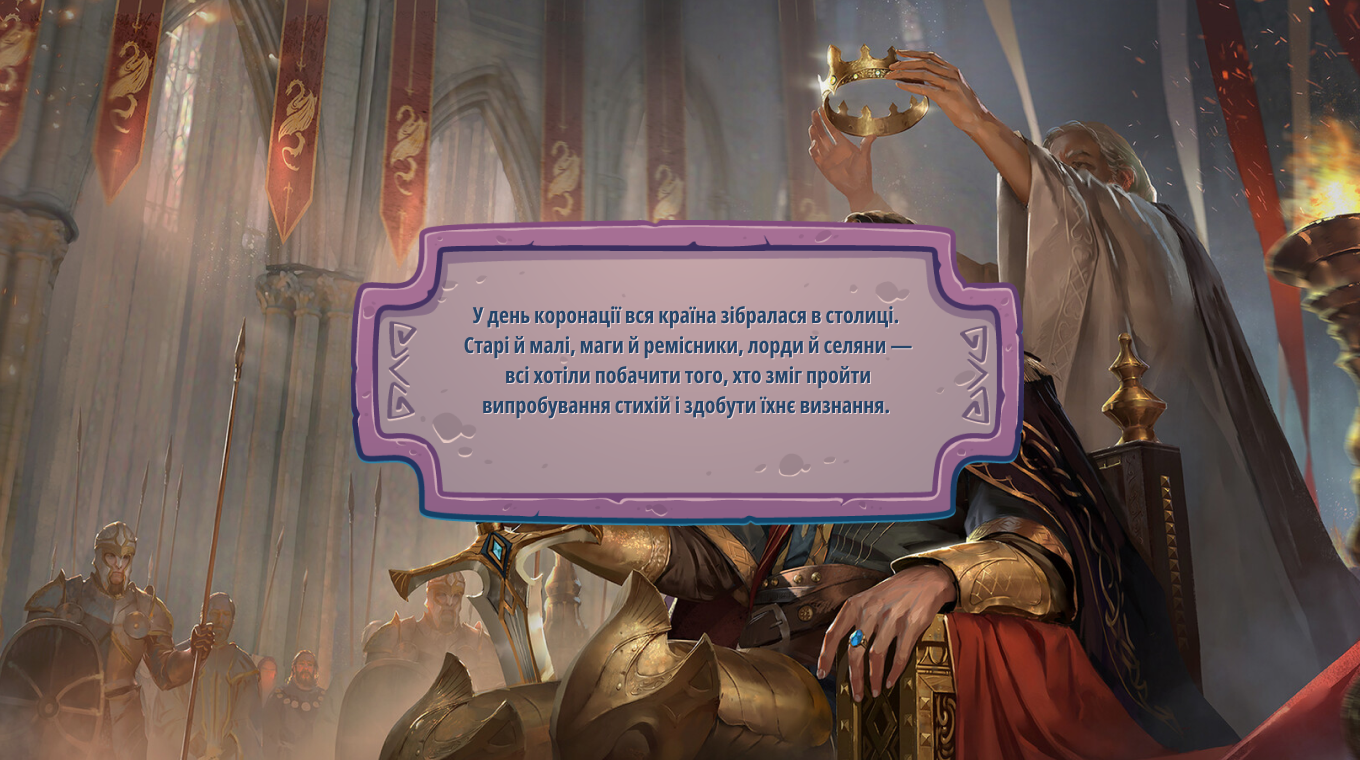 У день коронації вся країна зібралася в столиці.
Старі й малі, маги й ремісники, лорди й селяни —
всі хотіли побачити того, хто зміг пройти
випробування стихій і здобути їхнє визнання.